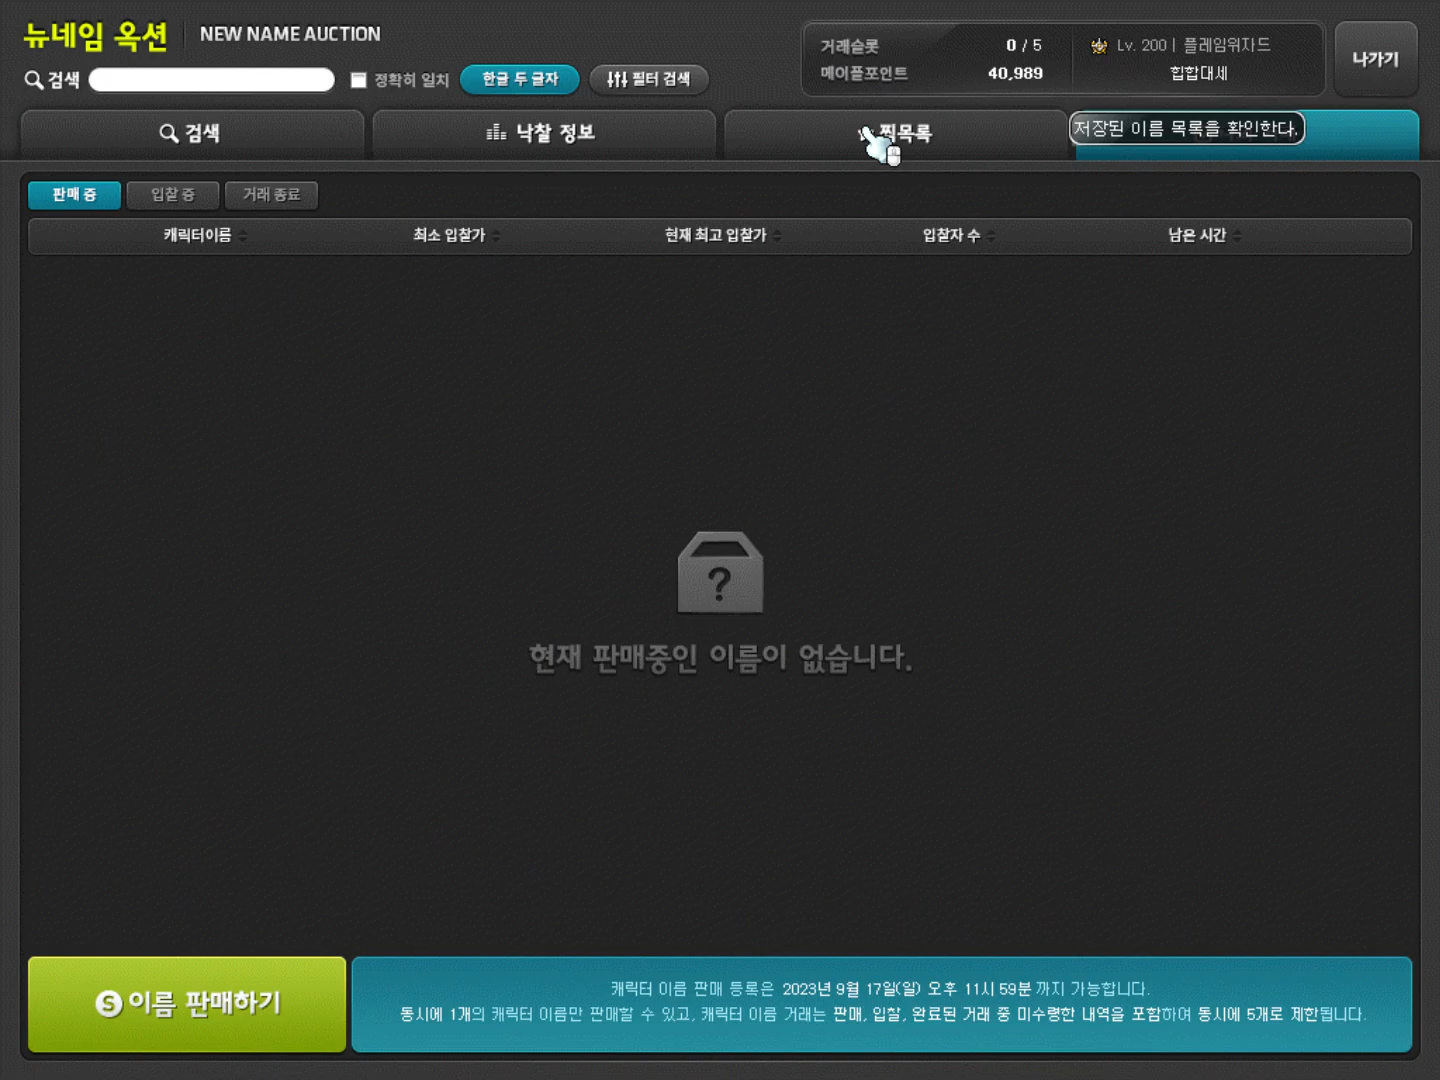 뉴네임 옥션 NEW NAME AUCTION
검색 정확히 일치 한글 두 글자 필터 검색
거래슬롯 0 / 5
메이플포인트 40,989
Lv. 200 | 플레임위자드
힙합대세
나가기
검색 낙찰 정보 찜목록
저장된 이름 목록을 확인한다.
판매 중 입찰 중 거래 종료
캐릭터이름 최소 입찰가 현재 최고 입찰가 입찰자 수 남은 시간
?
현재 판매중인 이름이 없습니다.
S 이름 판매하기
캐릭터 이름 판매 등록은 2023년 9월 17일(일) 오후 11시 59분 까지 가능합니다.
동시에 1개의 캐릭터 이름만 판매할 수 있고, 캐릭터 이름 거래는 판매, 입찰, 완료된 거래 중 미수령한 내역을 포함하여 동시에 5개로 제한됩니다.